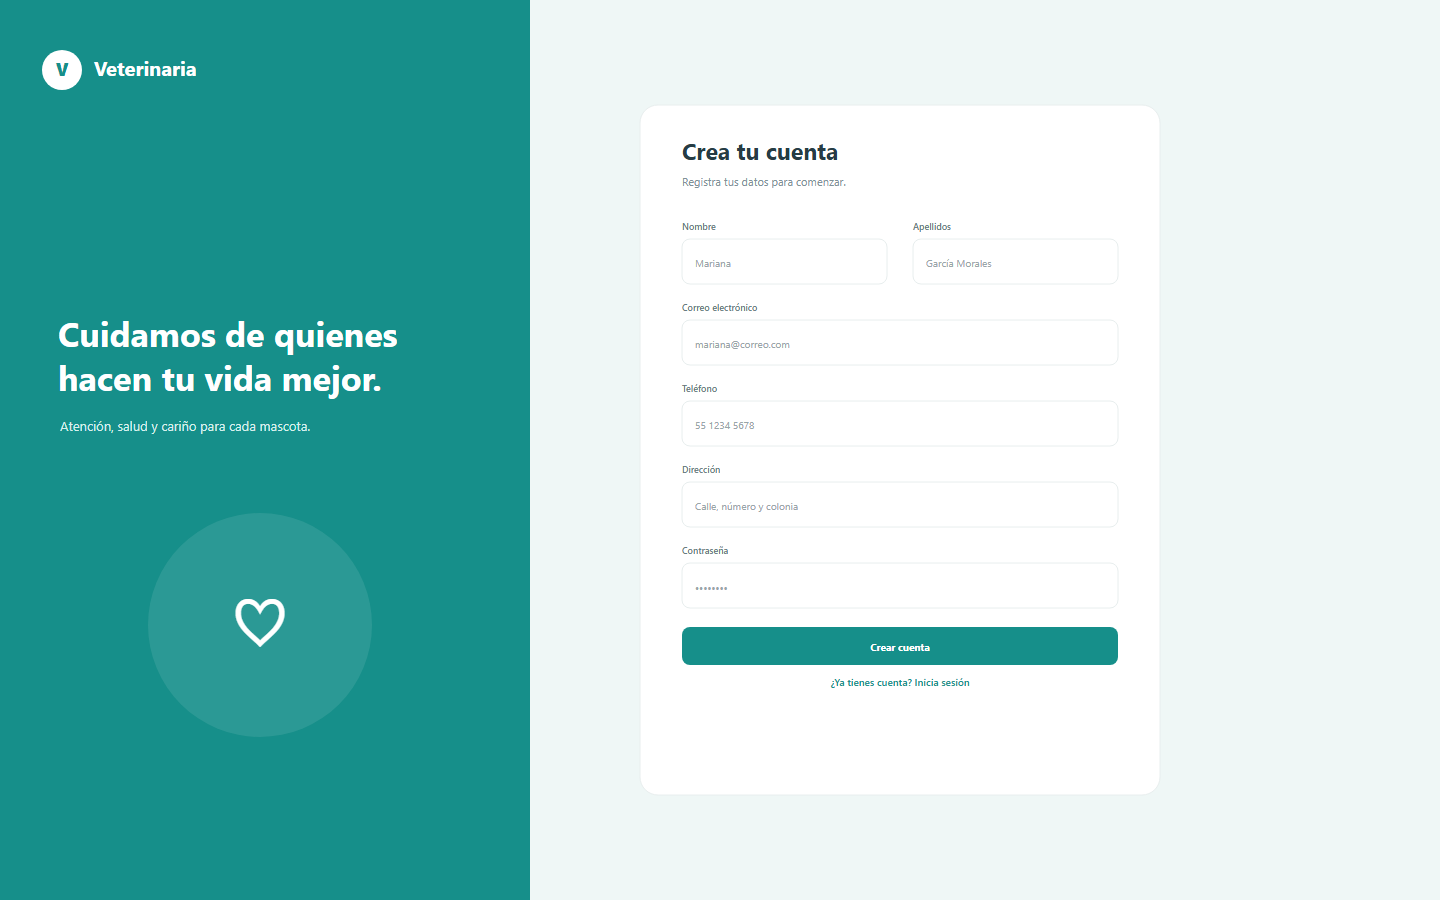 V Veterinaria
Cuidamos de quienes
hacen tu vida mejor.
Atención, salud y cariño para cada mascota.
Crea tu cuenta
Registra tus datos para comenzar.
Nombre
Mariana
Apellidos
García Morales
Correo electrónico
mariana@correo.com
Teléfono
55 1234 5678
Dirección
Calle, número y colonia
Contraseña
••••••••
Crear cuenta
¿Ya tienes cuenta? Inicia sesión